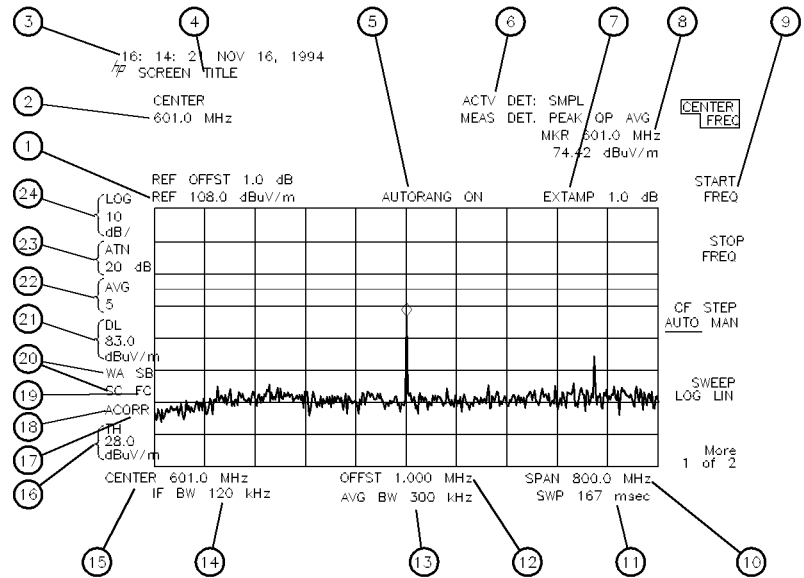 3 4 5 6 7 8 9
16: 14: 21 NOV 16, 1994
hp SCREEN TITLE
2
CENTER
601.0 MHz
ACTV DET: SMPL
MEAS DET. PEAK QP AVG
MKR 601.0 MHz
74.42 dBuV/m
CENTER
FREQ
1
REF OFFST 1.0 dB
REF 108.0 dBuV/m
AUTORANG ON
EXTAMP 1.0 dB
START
FREQ
24
LOG
10
dB/
23
ATN
20 dB
STOP
FREQ
22
AVG
5
21
DL
83.0
dBuV/m
CF STEP
AUTO MAN
20
WA SB
19
SC FC
18
ACORR
SWEEP
LOG LIN
17
16
TH
28.0
dBuV/m
More
1 of 2
CENTER 601.0 MHz
OFFST 1.000 MHz
SPAN 800.0 MHz
IF BW 120 kHz
AVG BW 300 kHz
SWP 167 msec
15 14 13 12 11 10